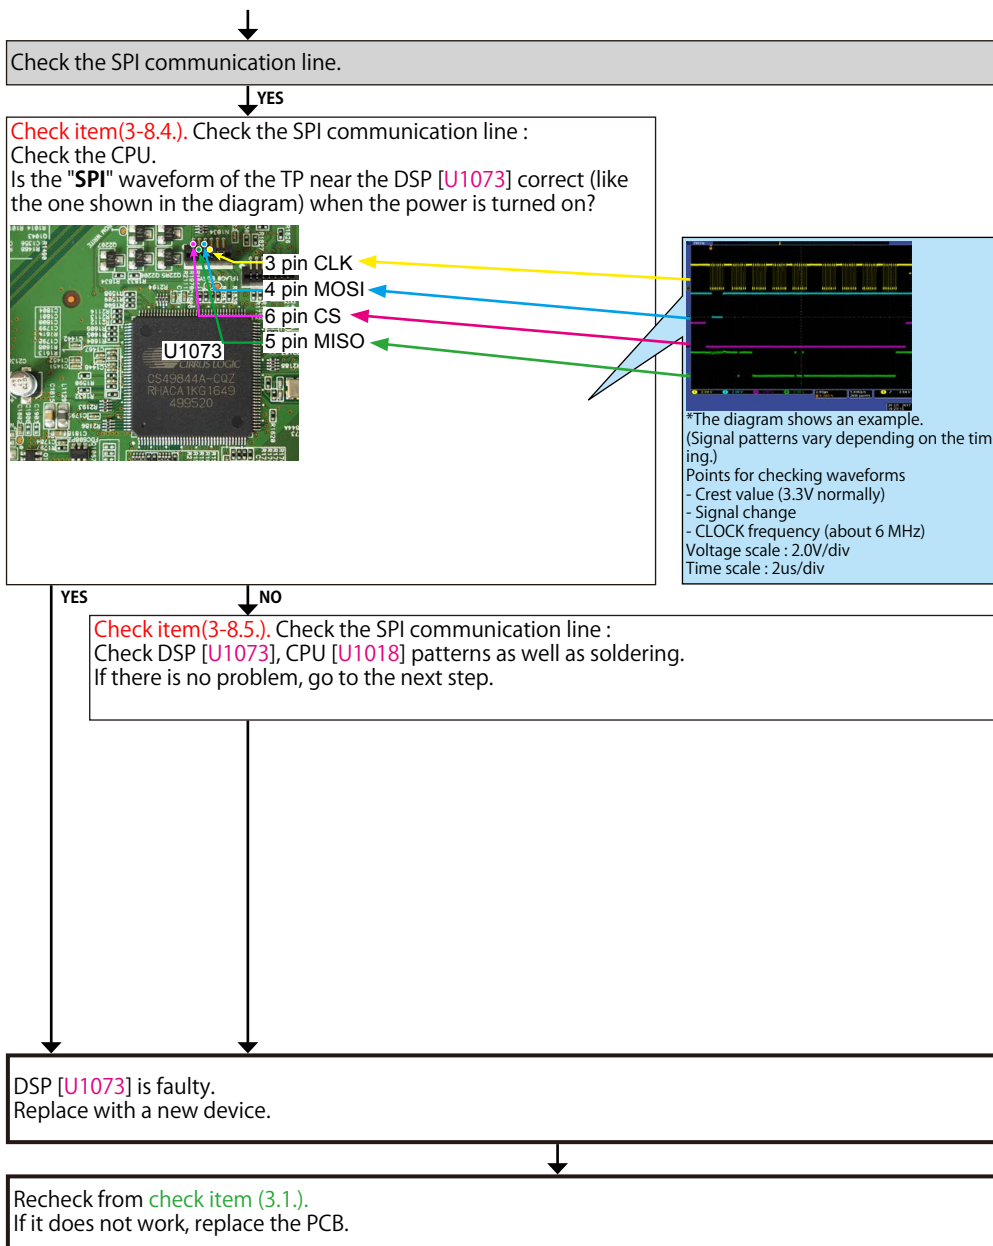 Check the SPI communication line.
YES
Check item(3-8.4.). Check the SPI communication line :
Check the CPU.
Is the "SPI" waveform of the TP near the DSP [U1073] correct (like
the one shown in the diagram) when the power is turned on?
3 pin CLK
4 pin MOSI
6 pin CS
5 pin MISO
U1073
CIRRUS LOGIC
CS49844A-CQZ
RHACA1KG1649
499520
*The diagram shows an example.
(Signal patterns vary depending on the tim
ing.)
Points for checking waveforms
- Crest value (3.3V normally)
- Signal change
- CLOCK frequency (about 6 MHz)
Voltage scale : 2.0V/div
Time scale : 2us/div
YES
NO
Check item(3-8.5.). Check the SPI communication line :
Check DSP [U1073], CPU [U1018] patterns as well as soldering.
If there is no problem, go to the next step.
DSP [U1073] is faulty.
Replace with a new device.
Recheck from check item (3.1.).
If it does not work, replace the PCB.